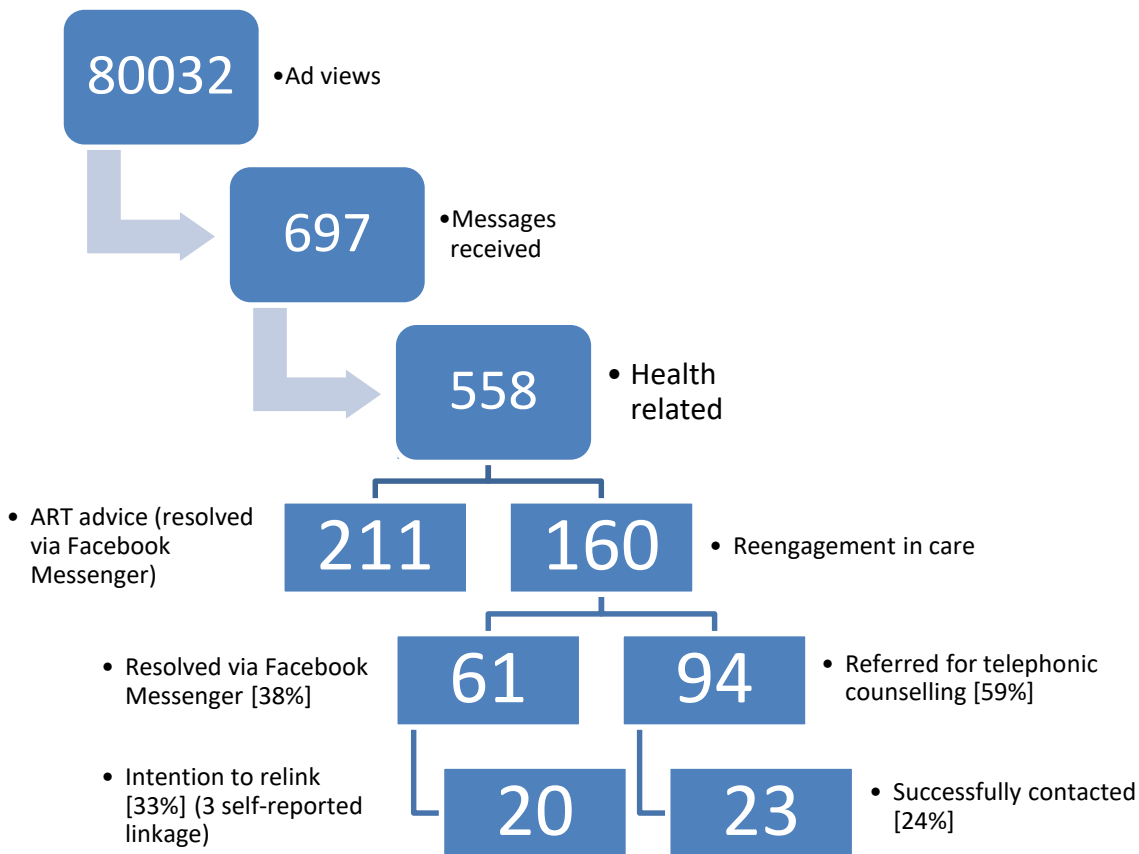 80032
•Ad views
697
•Messages
received
558
• Health
related
• ART advice (resolved
via Facebook
Messenger)
211
160
• Reengagement in care
• Resolved via Facebook
Messenger [38%]
61
94
• Referred for telephonic
counselling [59%]
• Intention to relink
[33%] (3 self-reported
linkage)
20
23
• Successfully contacted
[24%]